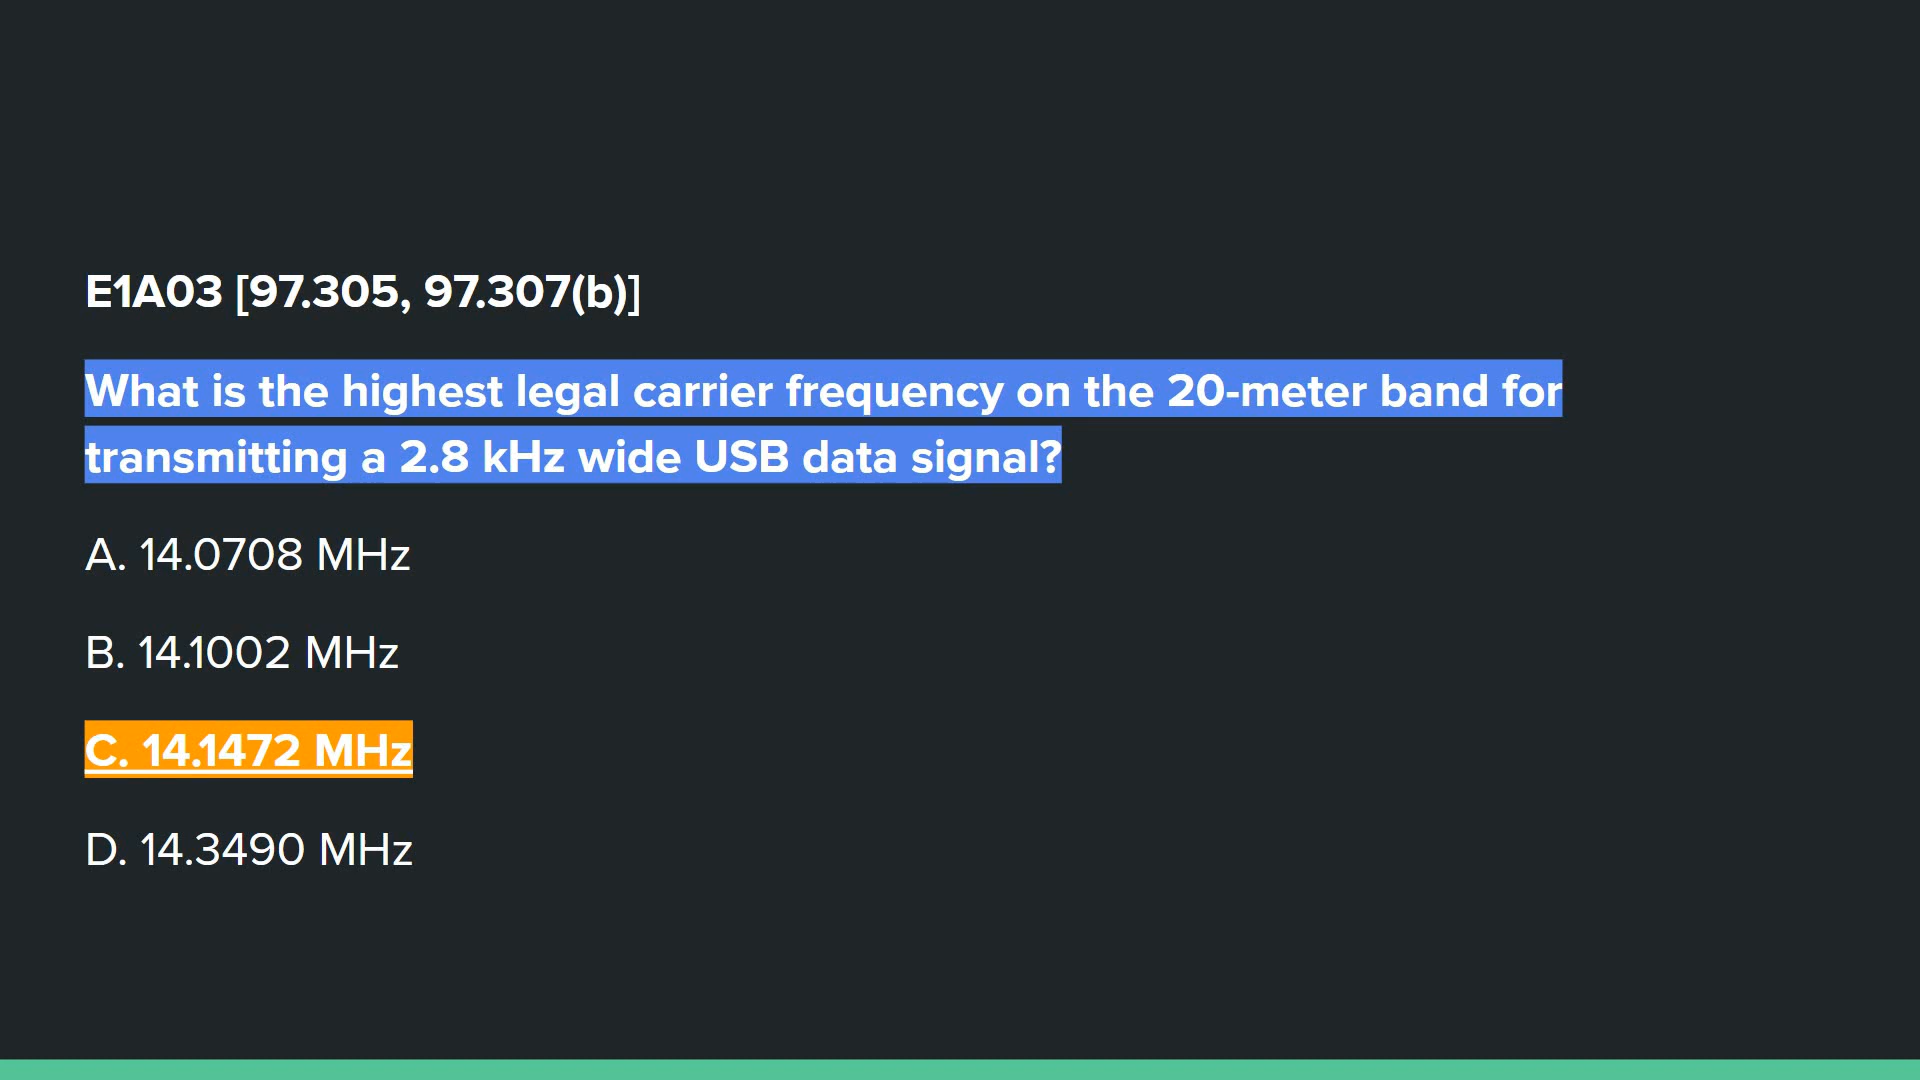 E1A03 [97.305, 97.307(b)]
What is the highest legal carrier frequency on the 20-meter band for
transmitting a 2.8 kHz wide USB data signal?
A. 14.0708 MHz
B. 14.1002 MHz
C. 14.1472 MHz
D. 14.3490 MHz